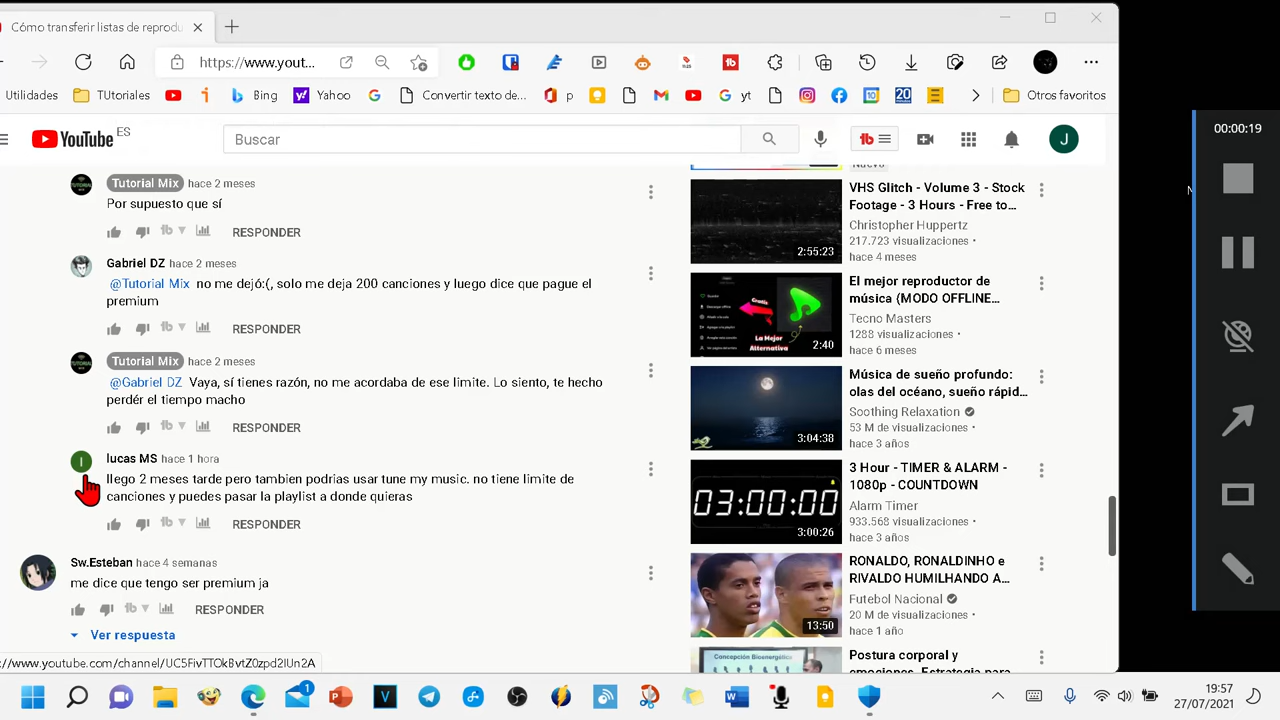 Cómo transferir listas de reprodu
https://www.yout...
Utilidades
TUtoriales
Bing
Yahoo
Convertir texto de...
p
yt
Otros favoritos
YouTube ES
Buscar
J
00:00:19
Tutorial Mix hace 2 meses
Por supuesto que sí
RESPONDER
hace 2 meses
@Tutorial Mix no me dejó:(, solo me deja 200 canciones y luego dice que pague el
premium
RESPONDER
Tutorial Mix hace 2 meses
@Gabriel DZ Vaya, sí tienes razón, no me acordaba de ese limite. Lo siento, te hecho
perdér el tiempo macho
RESPONDER
lucas MS hace 1 hora
llege 2 meses tarde pero tambien podrias usar tune my music. no tiene limite de
canciones y puedes pasar la playlist a donde quieras
RESPONDER
Sw.Esteban hace 4 semanas
me dice que tengo ser premium ja
RESPONDER
Ver respuesta
Nuevo
VHS Glitch - Volume 3 - Stock
Footage - 3 Hours - Free to...
Christopher Huppertz
217.723 visualizaciones •
hace 4 meses
2:55:23
El mejor reproductor de
música (MODO OFFLINE...
Tecno Masters
1288 visualizaciones •
hace 6 meses
Gratis
La Mejor
Alternativa
2:40
Música de sueño profundo:
olas del océano, sueño rápid...
Soothing Relaxation
53 M de visualizaciones •
hace 3 años
3:04:38
3 Hour - TIMER & ALARM -
1080p - COUNTDOWN
Alarm Timer
933.568 visualizaciones •
hace 3 años
03:00:00
3:00:26
RONALDO, RONALDINHO e
RIVALDO HUMILHANDO A...
Futebol Nacional
20 M de visualizaciones •
hace 1 año
13:50
Postura corporal y
Concepción Bioenergética
://www.youtube.com/channel/UC5FivTTOkBvtZ0zpd2lUn2A
19:57
27/07/2021